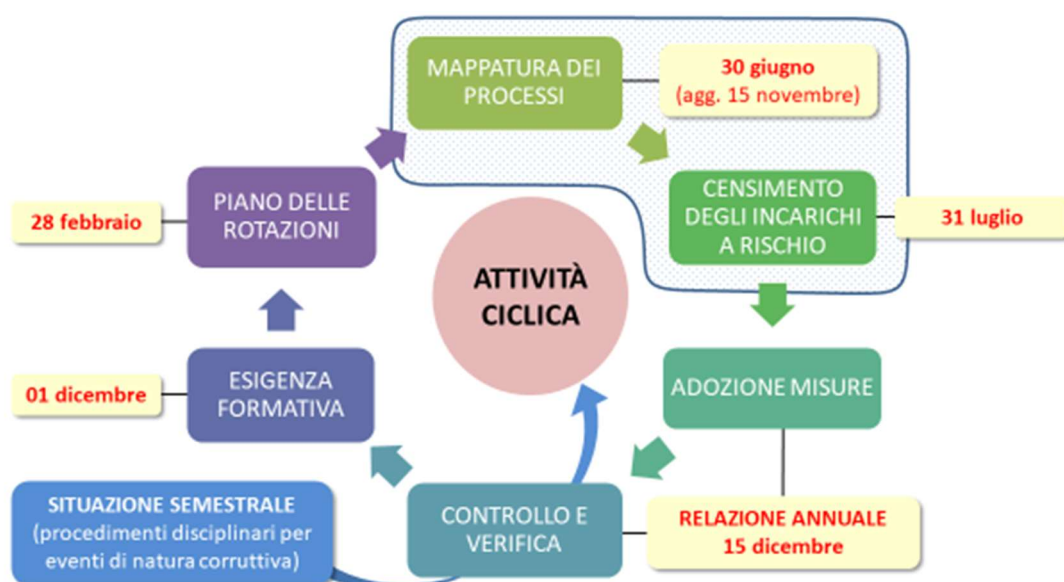 MAPPATURA DEI
PROCESSI
30 giugno
(agg. 15 novembre)
CENSIMENTO
DEGLI INCARICHI
A RISCHIO
31 luglio
ADOZIONE MISURE
RELAZIONE ANNUALE
15 dicembre
CONTROLLO E
VERIFICA
SITUAZIONE SEMESTRALE
(procedimenti disciplinari per
eventi di natura corruttiva)
ESIGENZA
FORMATIVA
01 dicembre
PIANO DELLE
ROTAZIONI
28 febbraio
ATTIVITÀ
CICLICA